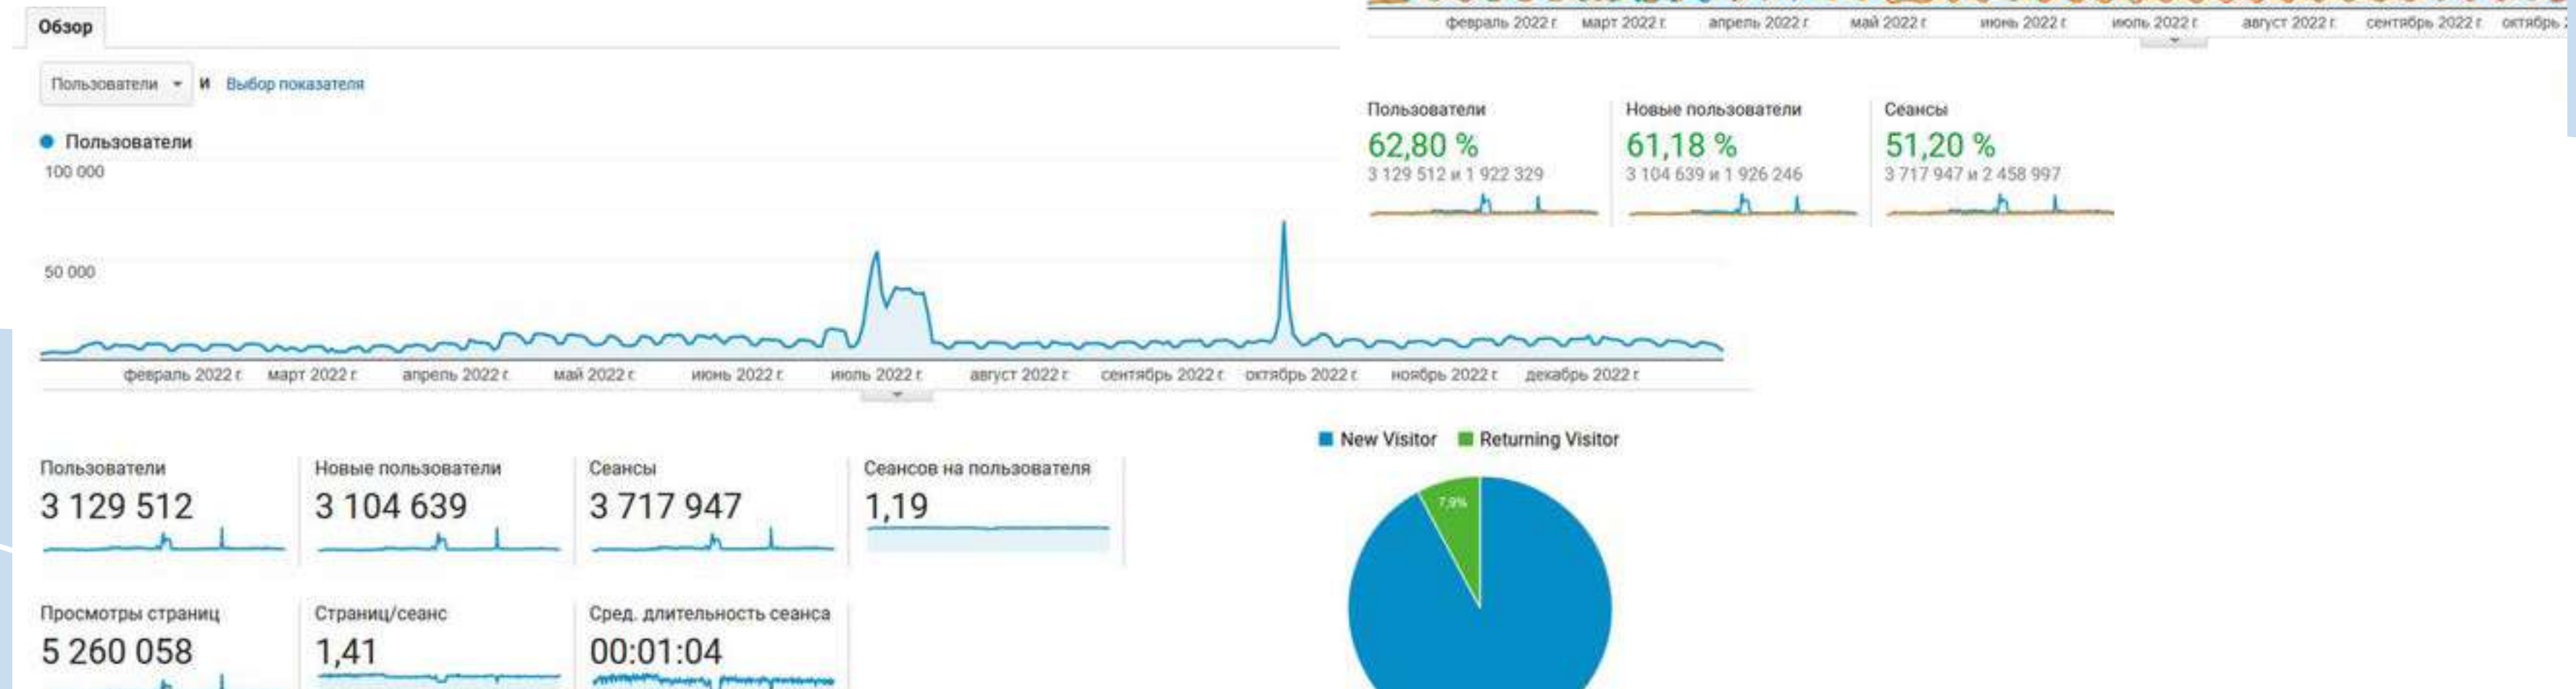 Обзор
Пользователи и Выбор показателя
Пользователи
100 000
50 000
февраль 2022 г. март 2022 г. апрель 2022 г. май 2022 г. июнь 2022 г. июль 2022 г. август 2022 г. сентябрь 2022 г. октябрь 2022 г. ноябрь 2022 г. декабрь 2022 г.
февраль 2022 г. март 2022 г. апрель 2022 г. май 2022 г. июнь 2022 г. июль 2022 г. август 2022 г. сентябрь 2022 г. октябрь
Пользователи
62,80 %
3 129 512 и 1 922 329
Новые пользователи
61,18 %
3 104 639 и 1 926 246
Сеансы
51,20 %
3 717 947 и 2 458 997
Пользователи
3 129 512
Новые пользователи
3 104 639
Сеансы
3 717 947
Сеансов на пользователя
1,19
Просмотры страниц
5 260 058
Страниц/сеанс
1,41
Сред. длительность сеанса
00:01:04
New Visitor Returning Visitor
7,9%